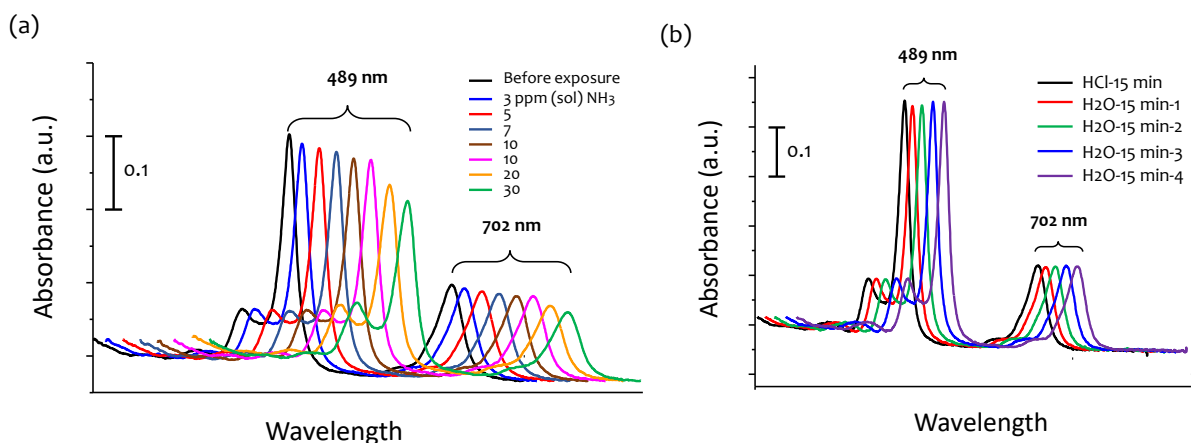 (a)
489 nm
Before exposure
3 ppm (sol) NH3
5
7
10
10
20
30
0.1
702 nm
Absorbance (a.u.)
Wavelength
(b)
489 nm
HCl-15 min
H2O-15 min-1
H2O-15 min-2
H2O-15 min-3
H2O-15 min-4
0.1
702 nm
Absorbance (a.u.)
Wavelength